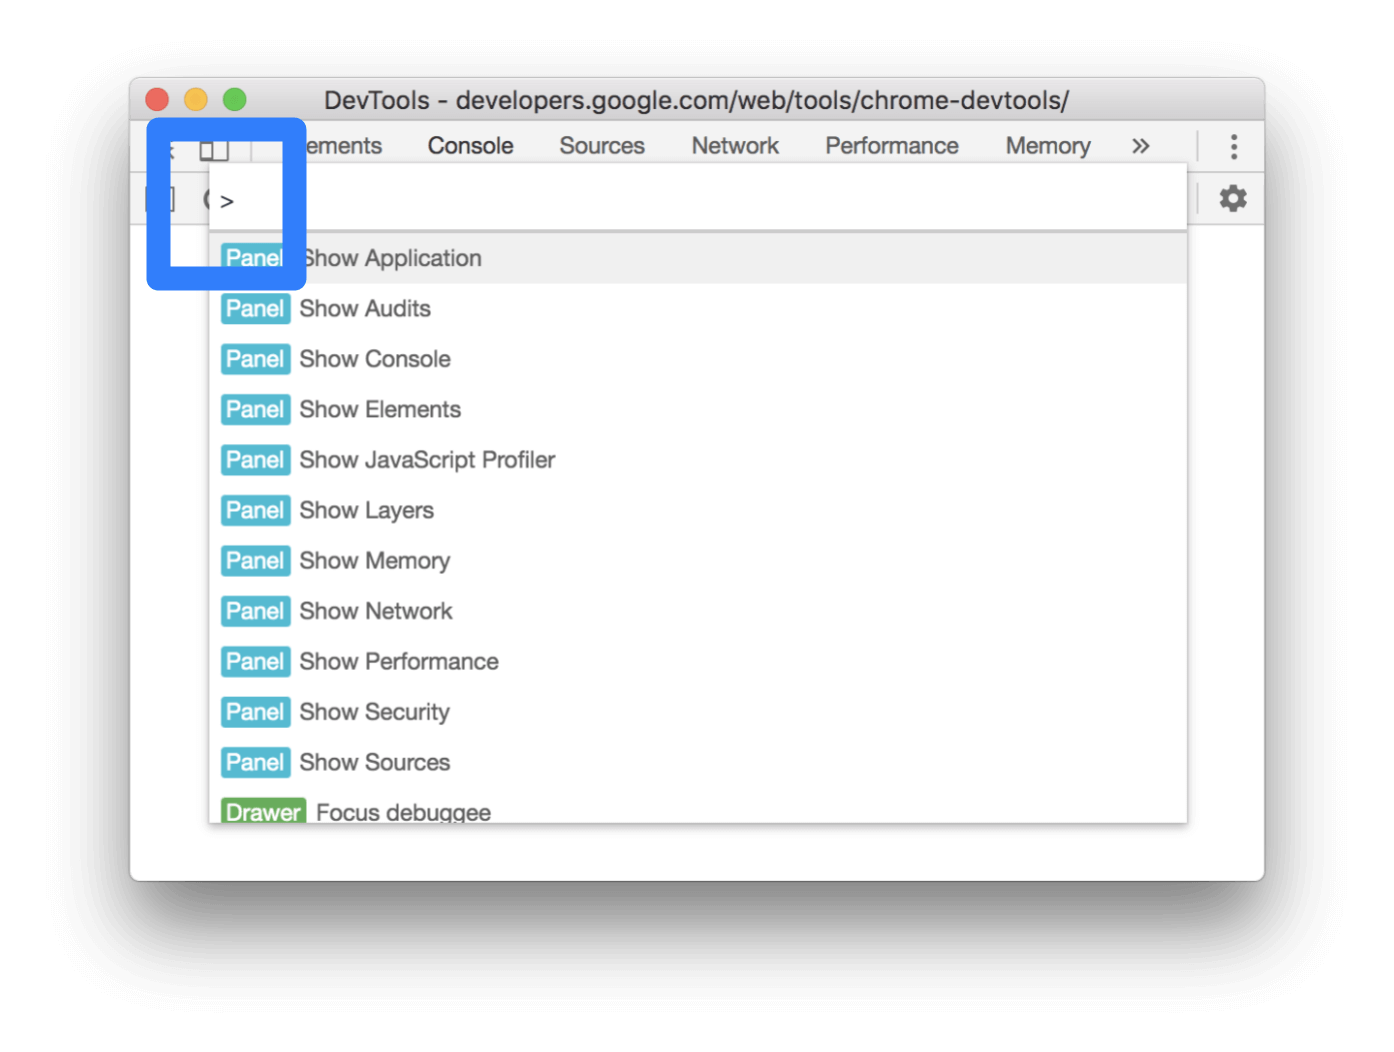 DevTools - developers.google.com/web/tools/chrome-devtools/
ements Console Sources Network Performance Memory »
>
Panel Show Application
Panel Show Audits
Panel Show Console
Panel Show Elements
Panel Show JavaScript Profiler
Panel Show Layers
Panel Show Memory
Panel Show Network
Panel Show Performance
Panel Show Security
Panel Show Sources
Drawer Focus debuggee